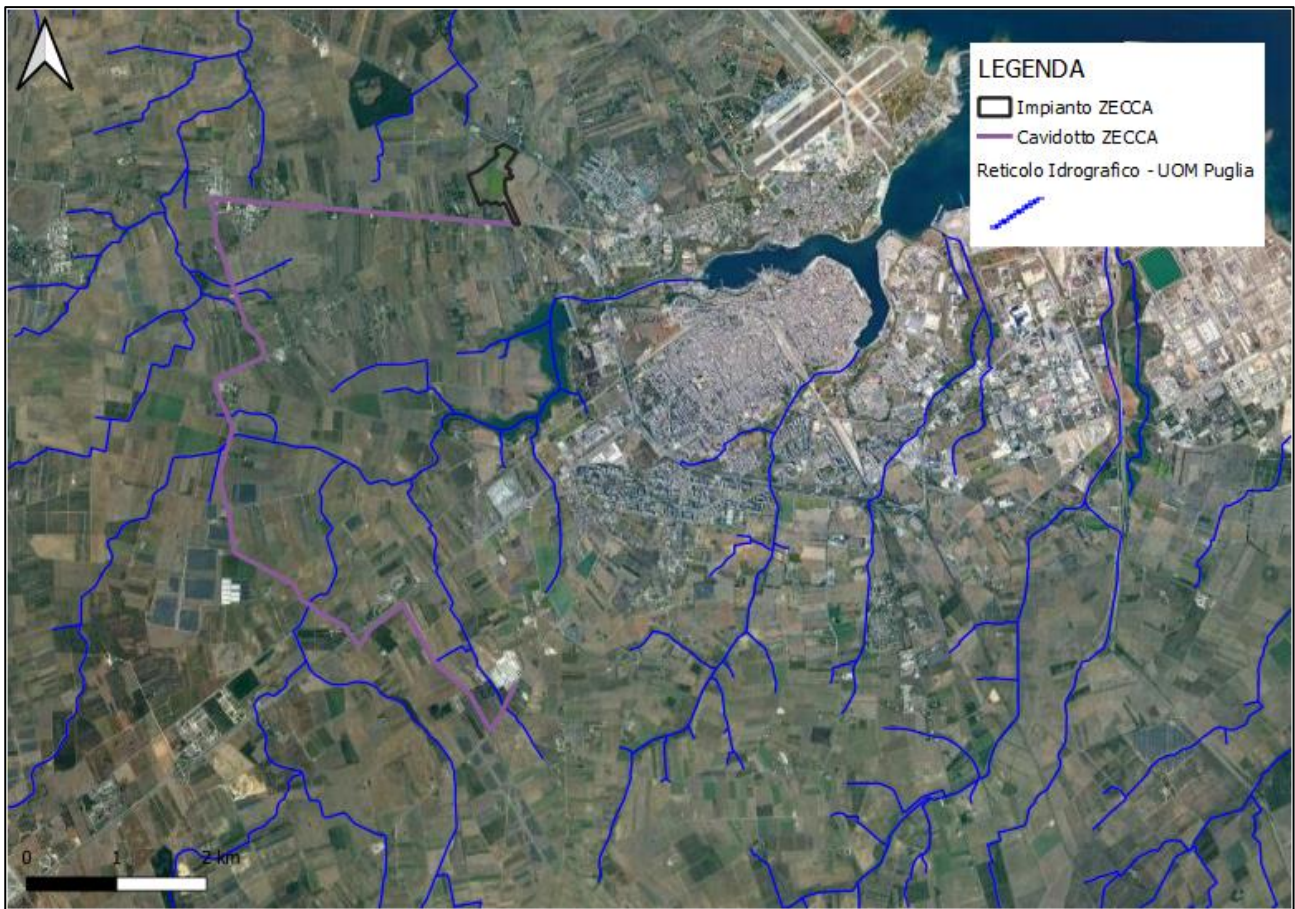 LEGENDA
Impianto ZECCA
Cavidotto ZECCA
Reticolo Idrografico - UOM Puglia
0 1 2 km